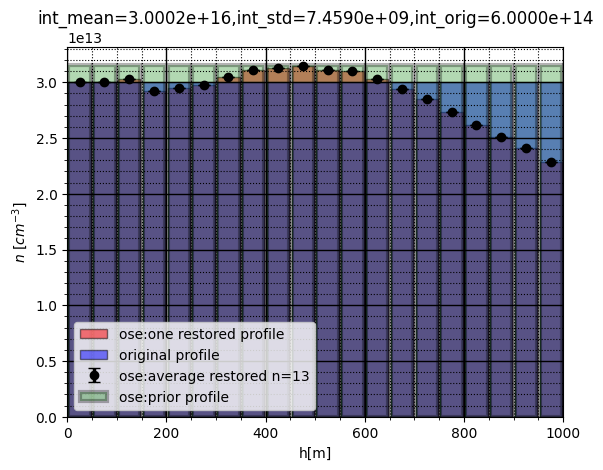 int_mean=3.0002e+16,int_std=7.4590e+09,int_orig=6.0000e+14
1e13
3.0
2.5
2.0
1.5
1.0
0.5
0.0
n [cm⁻³]
ose:one restored profile
original profile
ose:average restored n=13
ose:prior profile
0 200 400 600 800 1000
h[m]